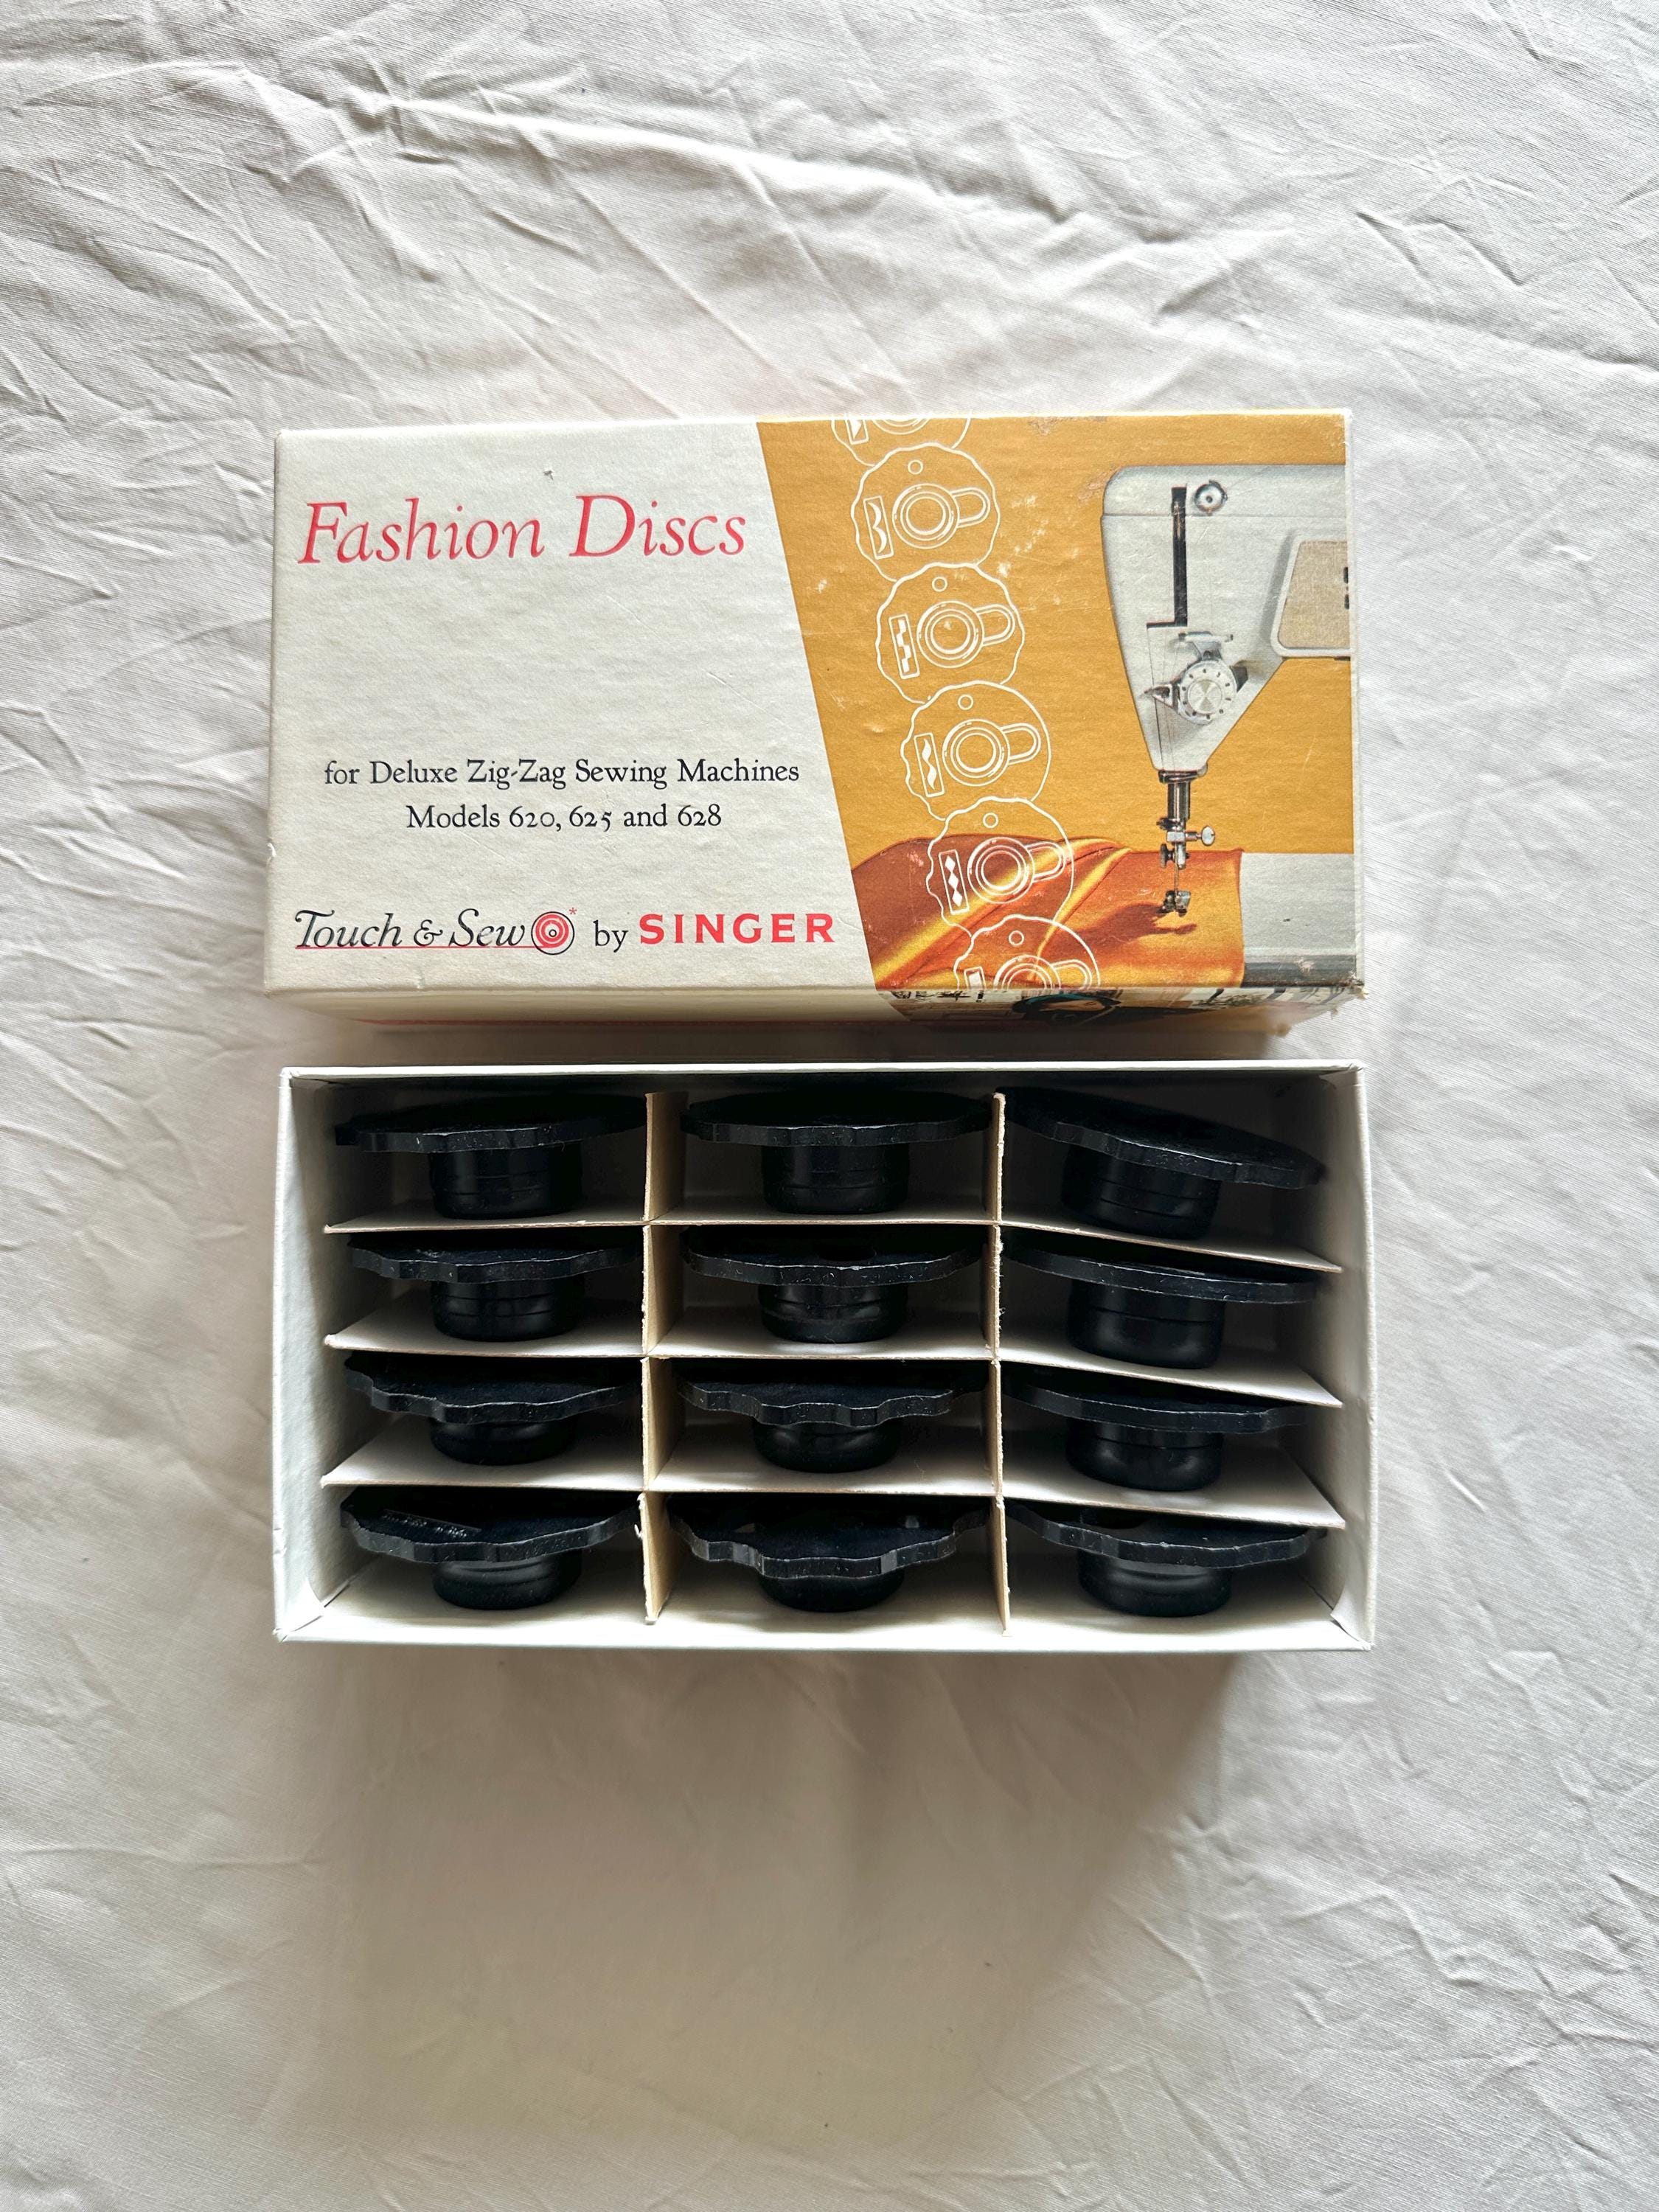 Fashion Discs
for Deluxe Zig-Zag Sewing Machines
Models 620, 625 and 628
Touch & Sew* by SINGER